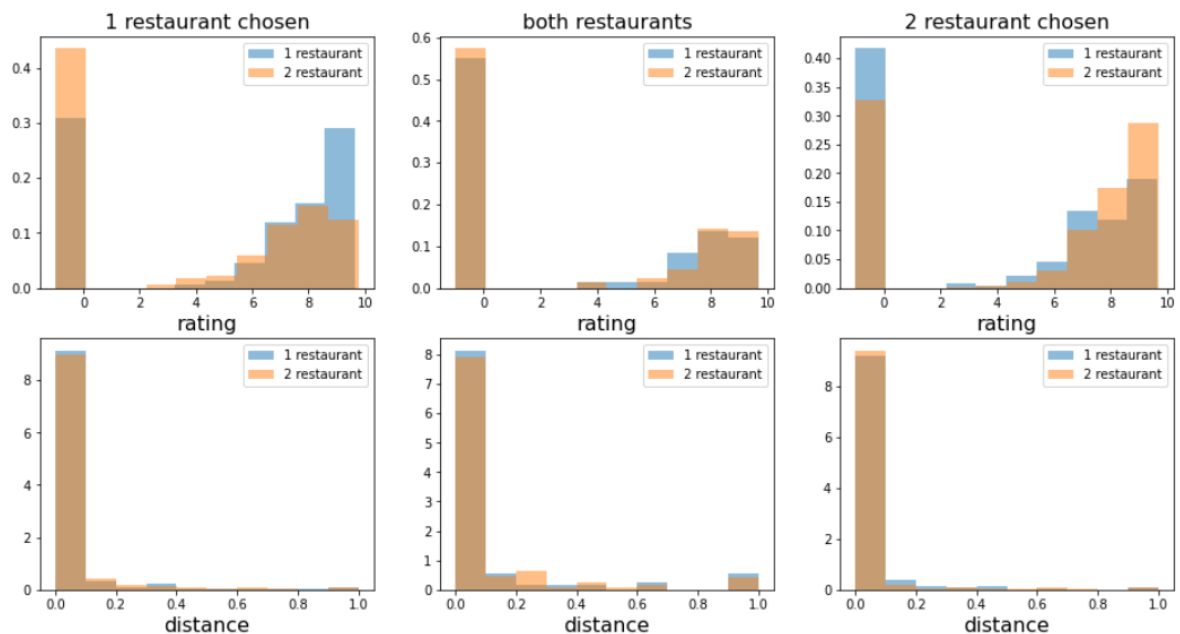 1 restaurant chosen
1 restaurant
2 restaurant
0.4
0.3
0.2
0.1
0.0
0 2 4 6 8 10
rating
both restaurants
1 restaurant
2 restaurant
0.6
0.5
0.4
0.3
0.2
0.1
0.0
0 2 4 6 8 10
rating
2 restaurant chosen
1 restaurant
2 restaurant
0.40
0.35
0.30
0.25
0.20
0.15
0.10
0.05
0.00
0 2 4 6 8 10
rating
1 restaurant
2 restaurant
8
6
4
2
0
0.0 0.2 0.4 0.6 0.8 1.0
distance
1 restaurant
2 restaurant
8
7
6
5
4
3
2
1
0
0.0 0.2 0.4 0.6 0.8 1.0
distance
1 restaurant
2 restaurant
8
6
4
2
0
0.0 0.2 0.4 0.6 0.8 1.0
distance